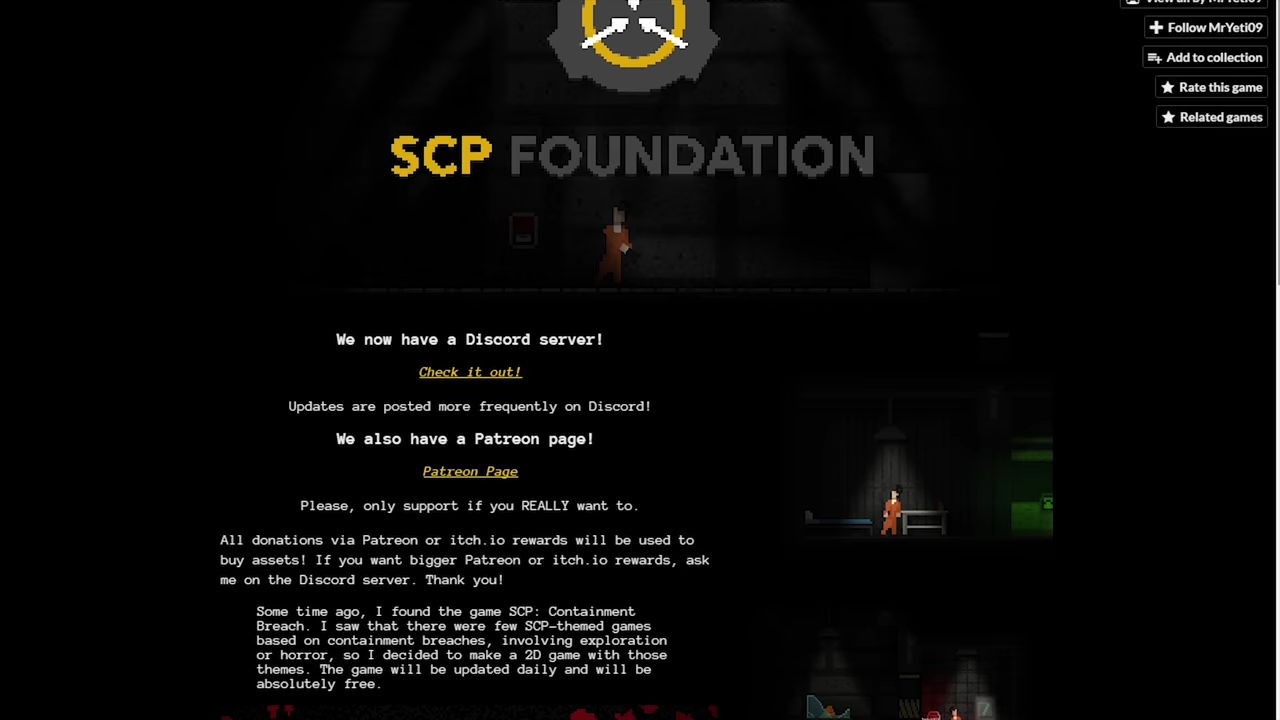 View all by MrYeti09
Follow MrYeti09
Add to collection
Rate this game
Related games
SCP FOUNDATION
We now have a Discord server!
Check it out!
Updates are posted more frequently on Discord!
We also have a Patreon page!
Patreon Page
Please, only support if you REALLY want to.
All donations via Patreon or itch.io rewards will be used to
buy assets! If you want bigger Patreon or itch.io rewards, ask
me on the Discord server. Thank you!
Some time ago, I found the game SCP: Containment
Breach. I saw that there were few SCP-themed games
based on containment breaches, involving exploration
or horror, so I decided to make a 2D game with those
themes. The game will be updated daily and will be
absolutely free.